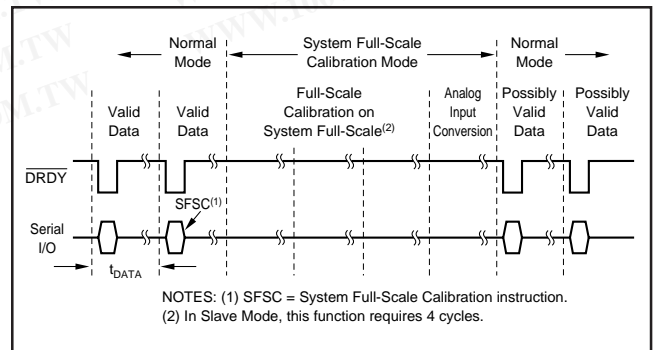 Normal Mode
System Full-Scale Calibration Mode
Normal Mode
Valid Data
Valid Data
Full-Scale Calibration on System Full-Scale(2)
Analog Input Conversion
Possibly Valid Data
Possibly Valid Data
DRDY
SFSC(1)
Serial I/O
tDATA
NOTES: (1) SFSC = System Full-Scale Calibration instruction.
(2) In Slave Mode, this function requires 4 cycles.